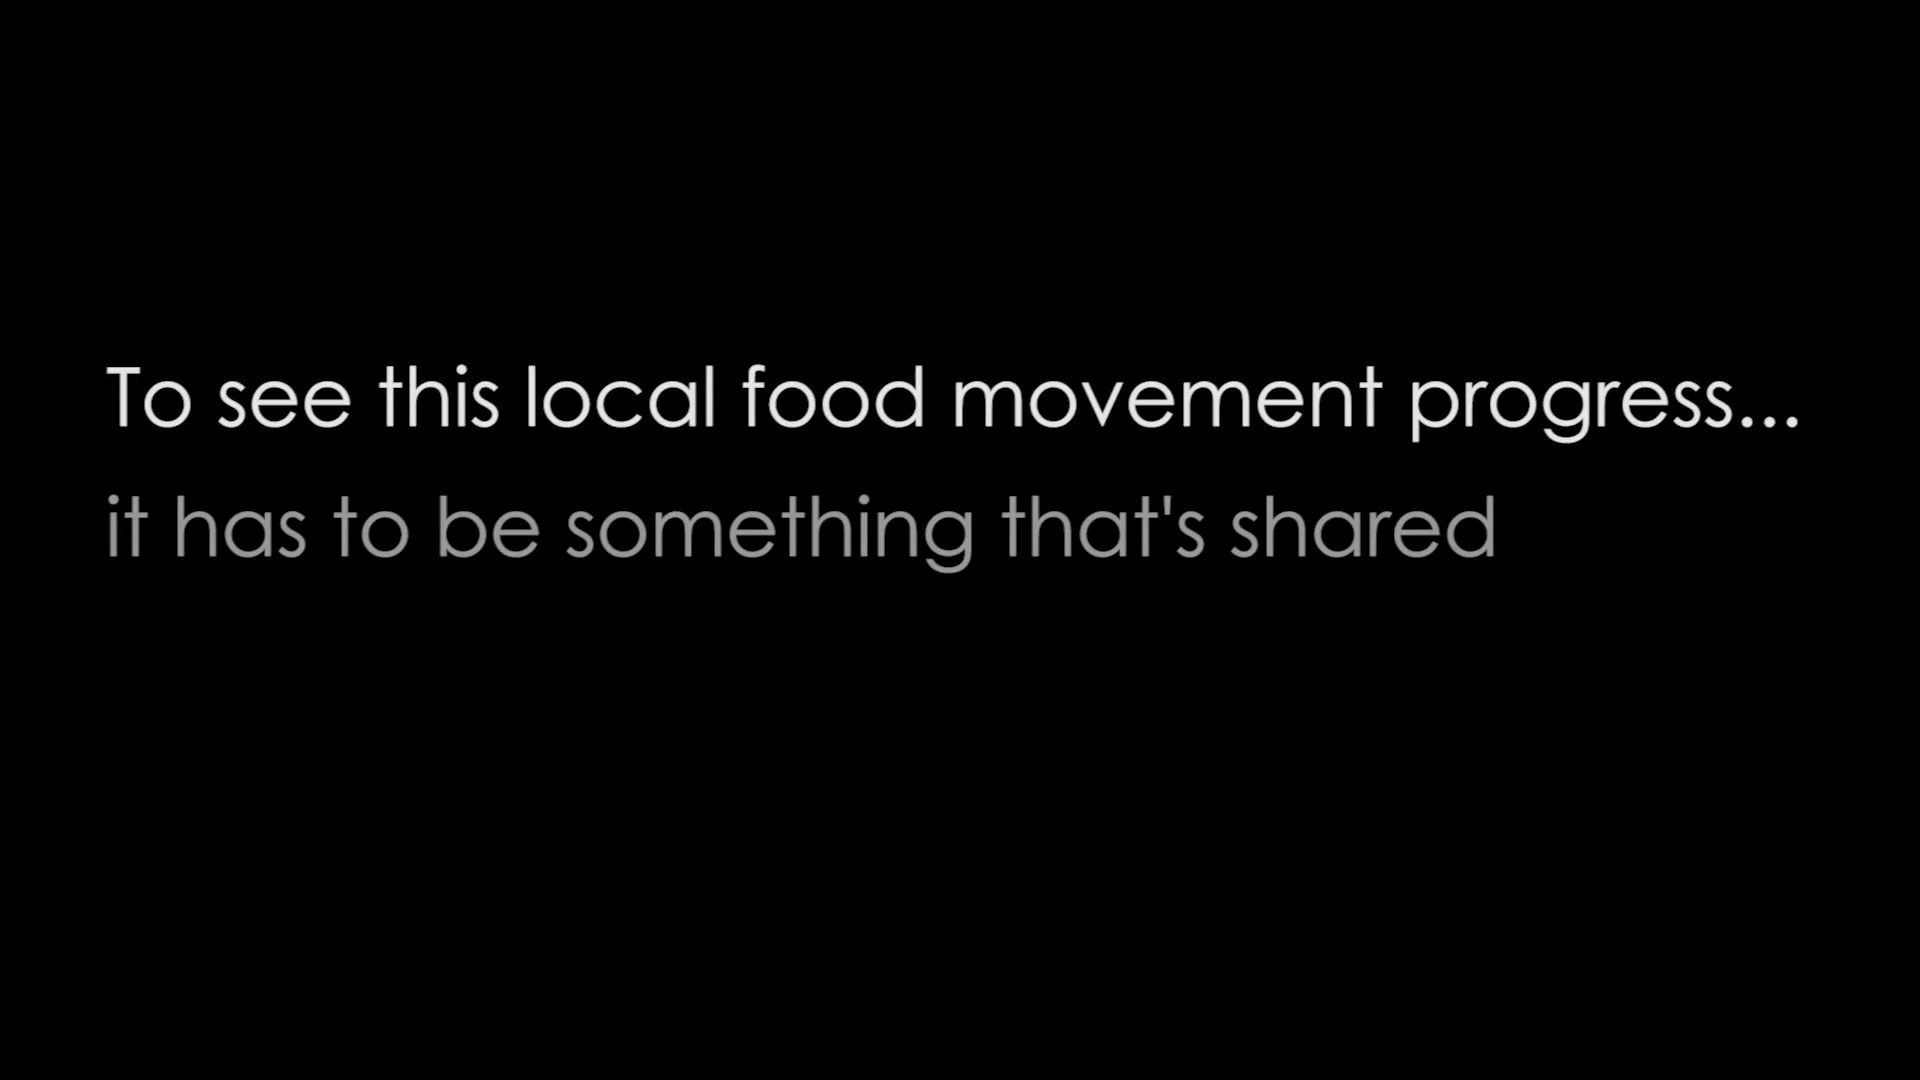 To see this local food movement progress...
it has to be something that's shared